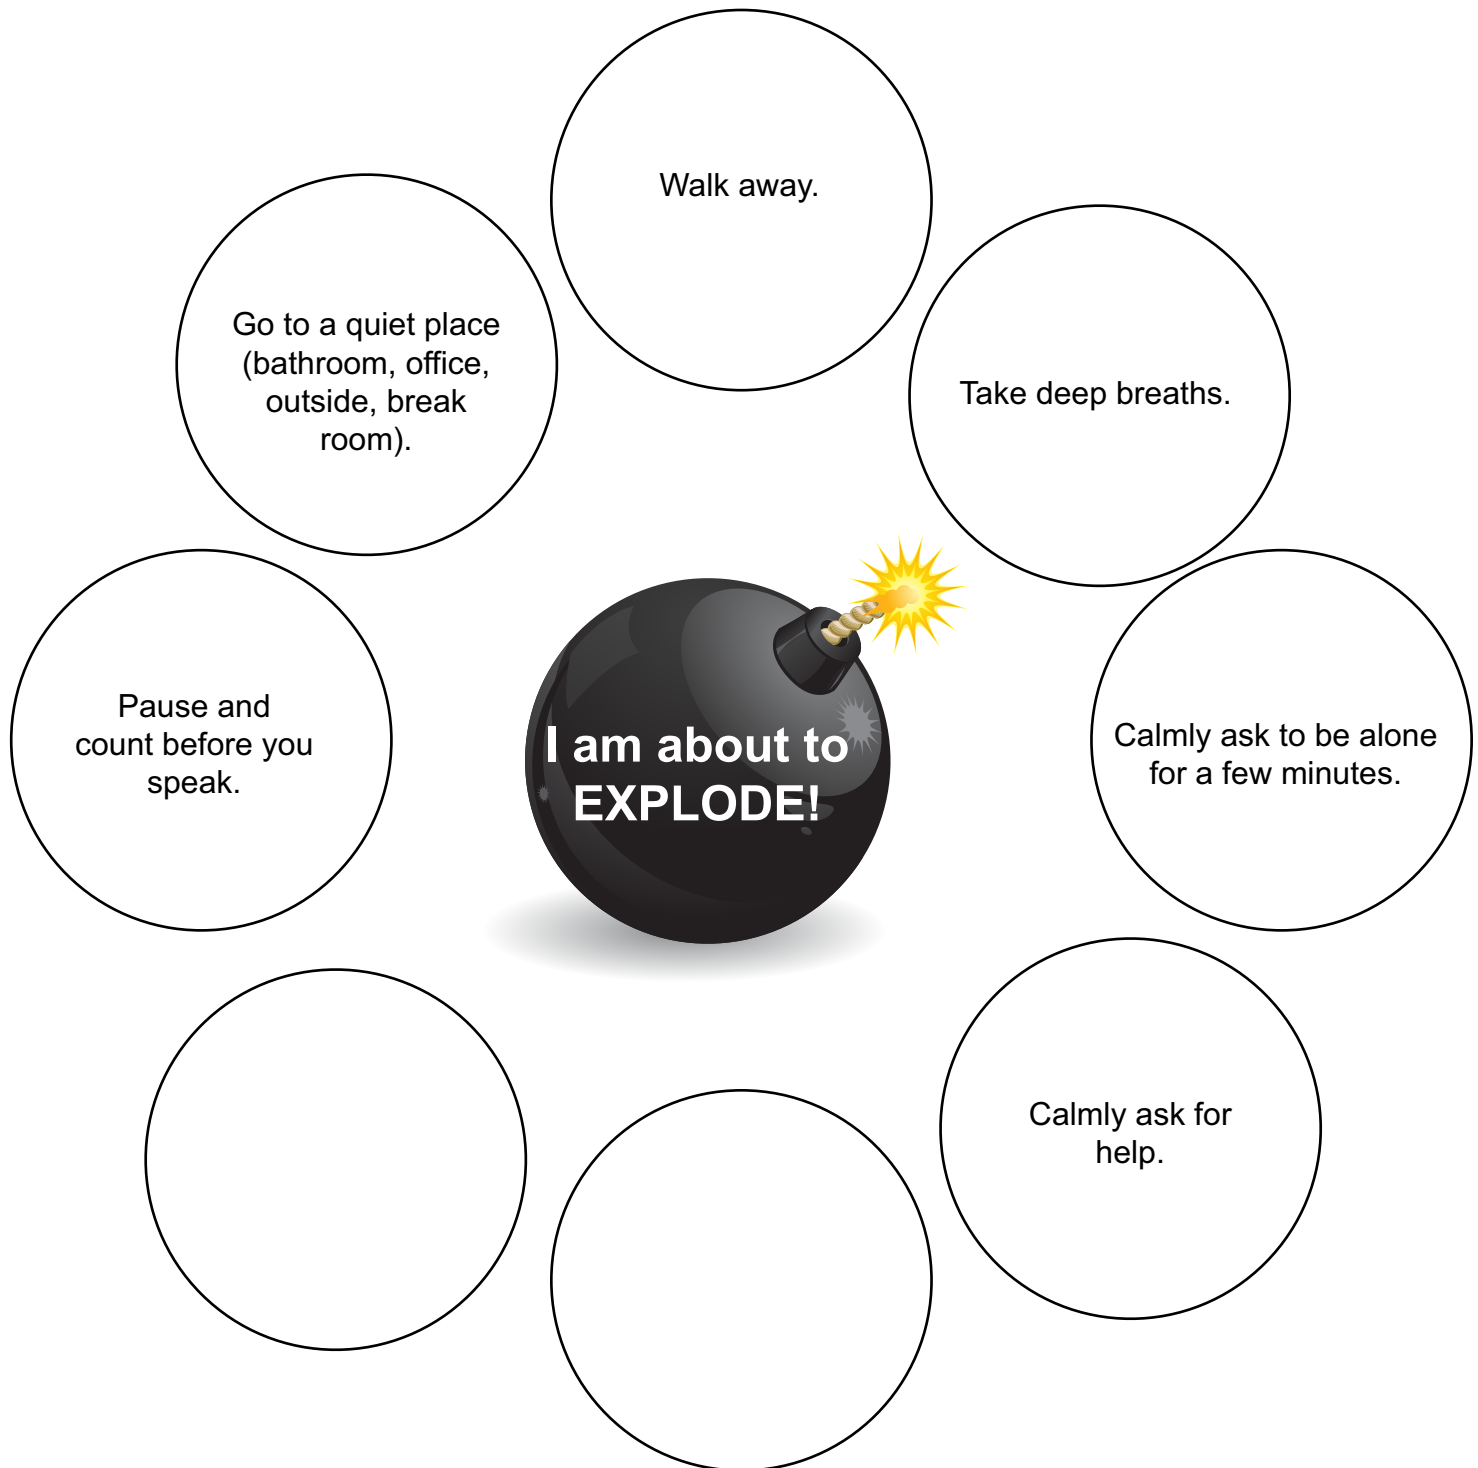 Walk away.
Go to a quiet place
(bathroom, office,
outside, break
room).
Take deep breaths.
Pause and
count before you
speak.
I am about to
EXPLODE!
Calmly ask to be alone
for a few minutes.
Calmly ask for
help.